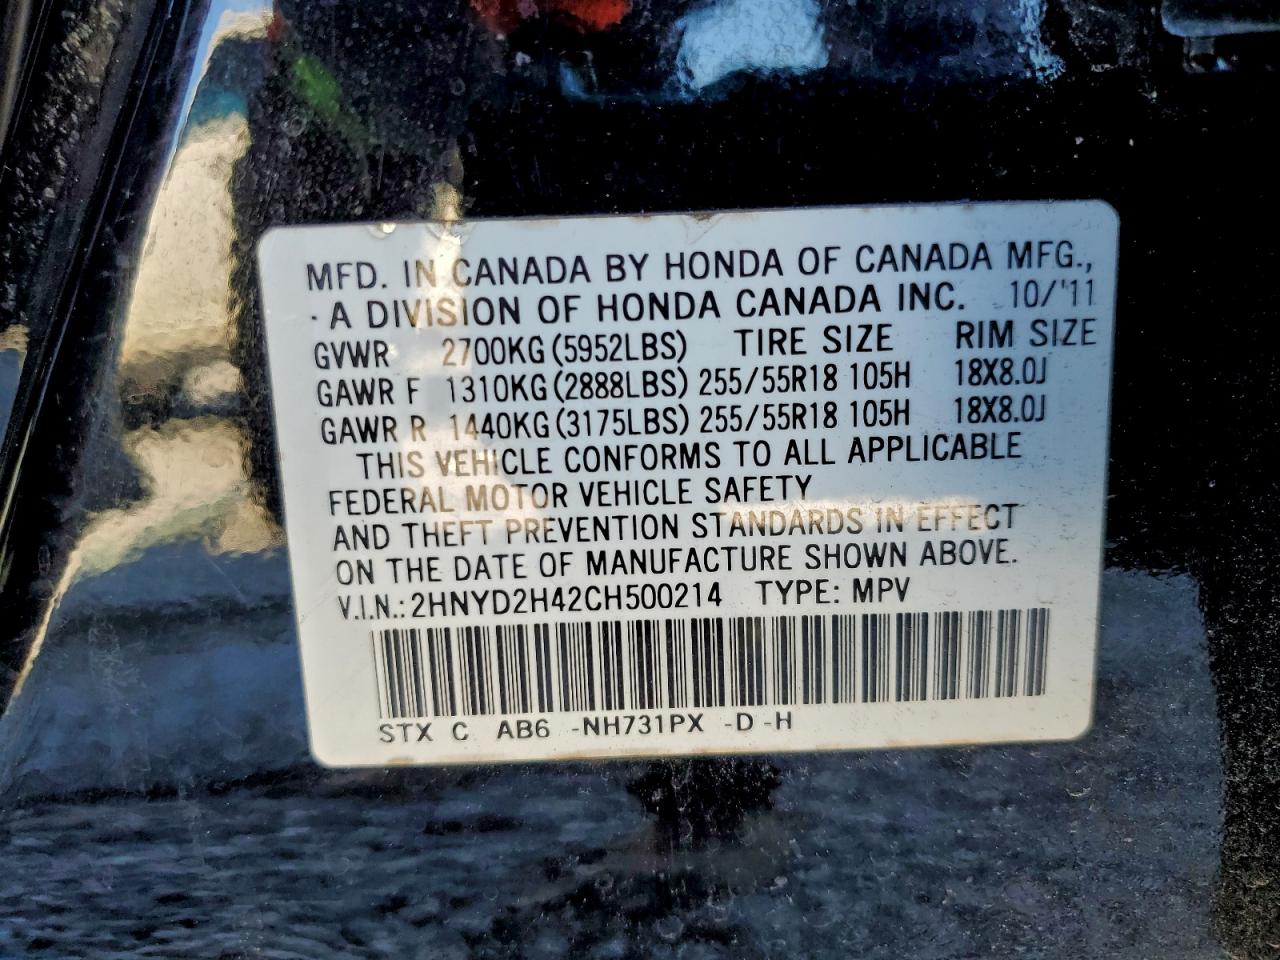 MFD. IN CANADA BY HONDA OF CANADA MFG.,
· A DIVISION OF HONDA CANADA INC. 10/'11
GVWR 2700KG(5952LBS) TIRE SIZE RIM SIZE
GAWR F 1310KG(2888LBS) 255/55R18 105H 18X8.0J
GAWR R 1440KG(3175LBS) 255/55R18 105H 18X8.0J
THIS VEHICLE CONFORMS TO ALL APPLICABLE
FEDERAL MOTOR VEHICLE SAFETY
AND THEFT PREVENTION STANDARDS IN EFFECT
ON THE DATE OF MANUFACTURE SHOWN ABOVE.
V.I.N.:2HNYD2H42CH500214 TYPE: MPV
STX C AB6 -NH731PX -D -H